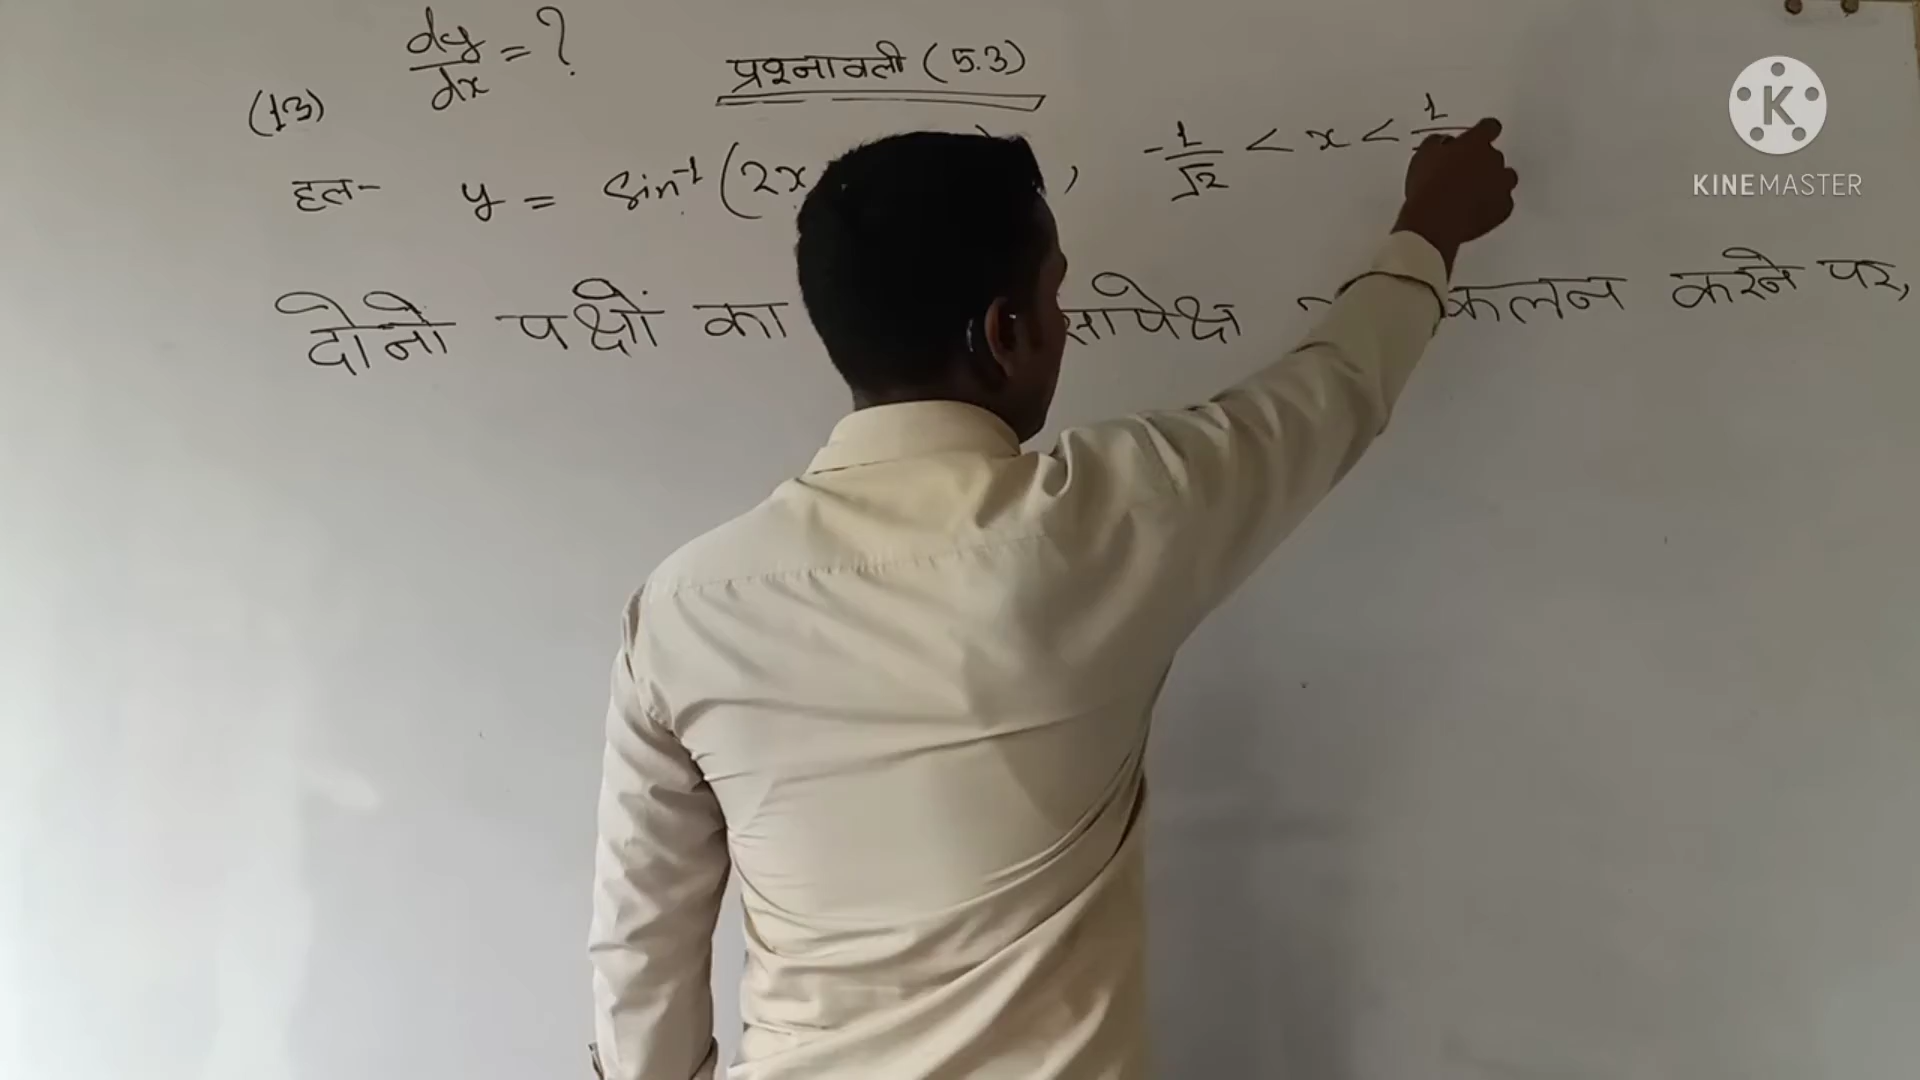 dy/dx = ?
प्रश्नावली (5.3)
(13)
हल- y = Sin⁻¹ (2x , -1/√2 < x < 1
दोनो पक्षों का सापेक्ष कलन करने पर,
K
KINEMASTER